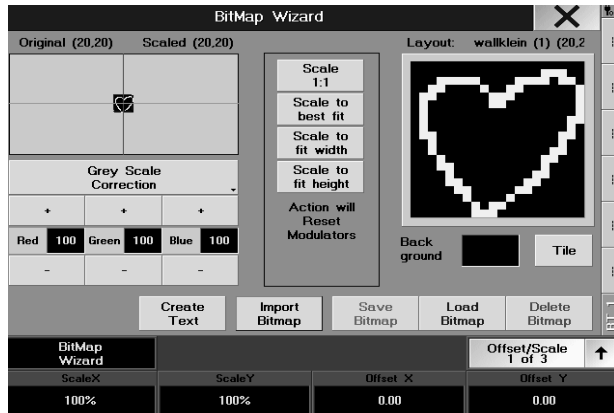 BitMap Wizard
Original (20,20) Scaled (20,20) Layout: wallklein (1) (20,2
Scale
1:1
Scale to
best fit
Scale to
fit width
Scale to
fit height
Action will
Reset
Modulators
Grey Scale
Correction
+ + +
Red 100 Green 100 Blue 100
− − −
Back
ground
Tile
Create
Text
Import
Bitmap
Save
Bitmap
Load
Bitmap
Delete
Bitmap
BitMap
Wizard
Offset/Scale
1 of 3
ScaleX ScaleY Offset X Offset Y
100% 100% 0.00 0.00